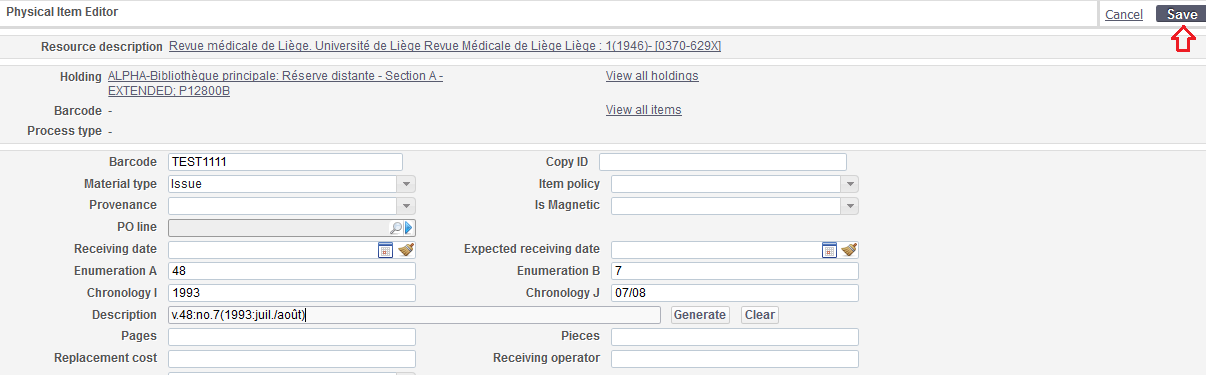 Physical Item Editor
Cancel Save
Resource description Revue médicale de Liège. Université de Liège Revue Médicale de Liège Liège : 1(1946)- [0370-629X]
Holding ALPHA-Bibliothèque principale: Réserve distante - Section A - View all holdings
EXTENDED; P12800B
Barcode - View all items
Process type -
Barcode TEST1111 Copy ID
Material type Issue Item policy
Provenance Is Magnetic
PO line
Receiving date Expected receiving date
Enumeration A 48 Enumeration B 7
Chronology I 1993 Chronology J 07/08
Description v.48:no.7(1993:juil./août) Generate Clear
Pages Pieces
Replacement cost Receiving operator